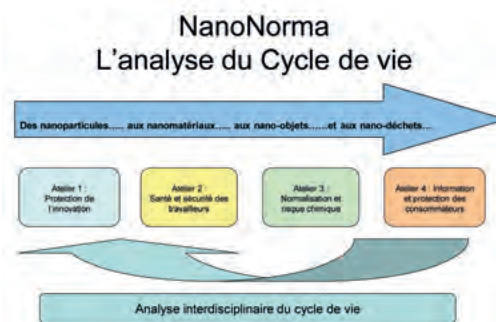 NanoNorma
L'analyse du Cycle de vie
Des nanoparticules..... aux nanomatériaux..... aux nano-objets......et aux nano-déchets...
Atelier 1 :
Protection de
l'innovation
Atelier 2 :
Santé et sécurité des
travailleurs
Atelier 3 :
Normalisation et
risque chimique
Atelier 4 : Information
et protection des
consommateurs
Analyse interdisciplinaire du cycle de vie